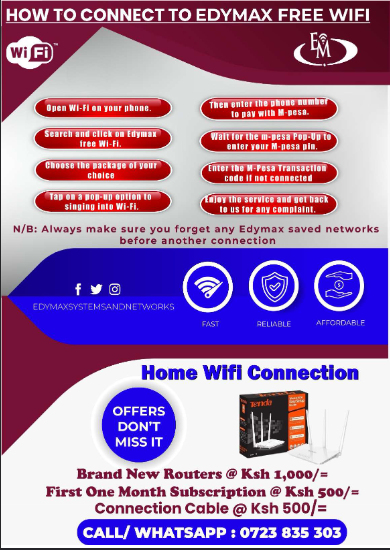 HOW TO CONNECT TO EDYMAX FREE WIFI
Wi Fi
TM
EM
Open Wi-Fi on your phone.
Search and click on Edymax
free Wi-Fi.
Choose the package of your
choice
Tap on a pop-up option to
singing into Wi-Fi.
Then enter the phone number
to pay with M-pesa.
Wait for the m-pesa Pop-Up to
enter your M-pesa pin.
Enter the M-Pesa Transaction
code if not connected
Enjoy the service and get back
to us for any complaint.
N/B: Always make sure you forget any Edymax saved networks
before another connection
EDYMAXSYSTEMSANDNETWORKS
FAST
RELIABLE
AFFORDABLE
Home Wifi Connection
OFFERS
DON'T
MISS IT
Tenda
Brand New Routers @ Ksh 1,000/=
First One Month Subscription @ Ksh 500/=
Connection Cable @ Ksh 500/=
CALL/ WHATSAPP : 0723 835 303